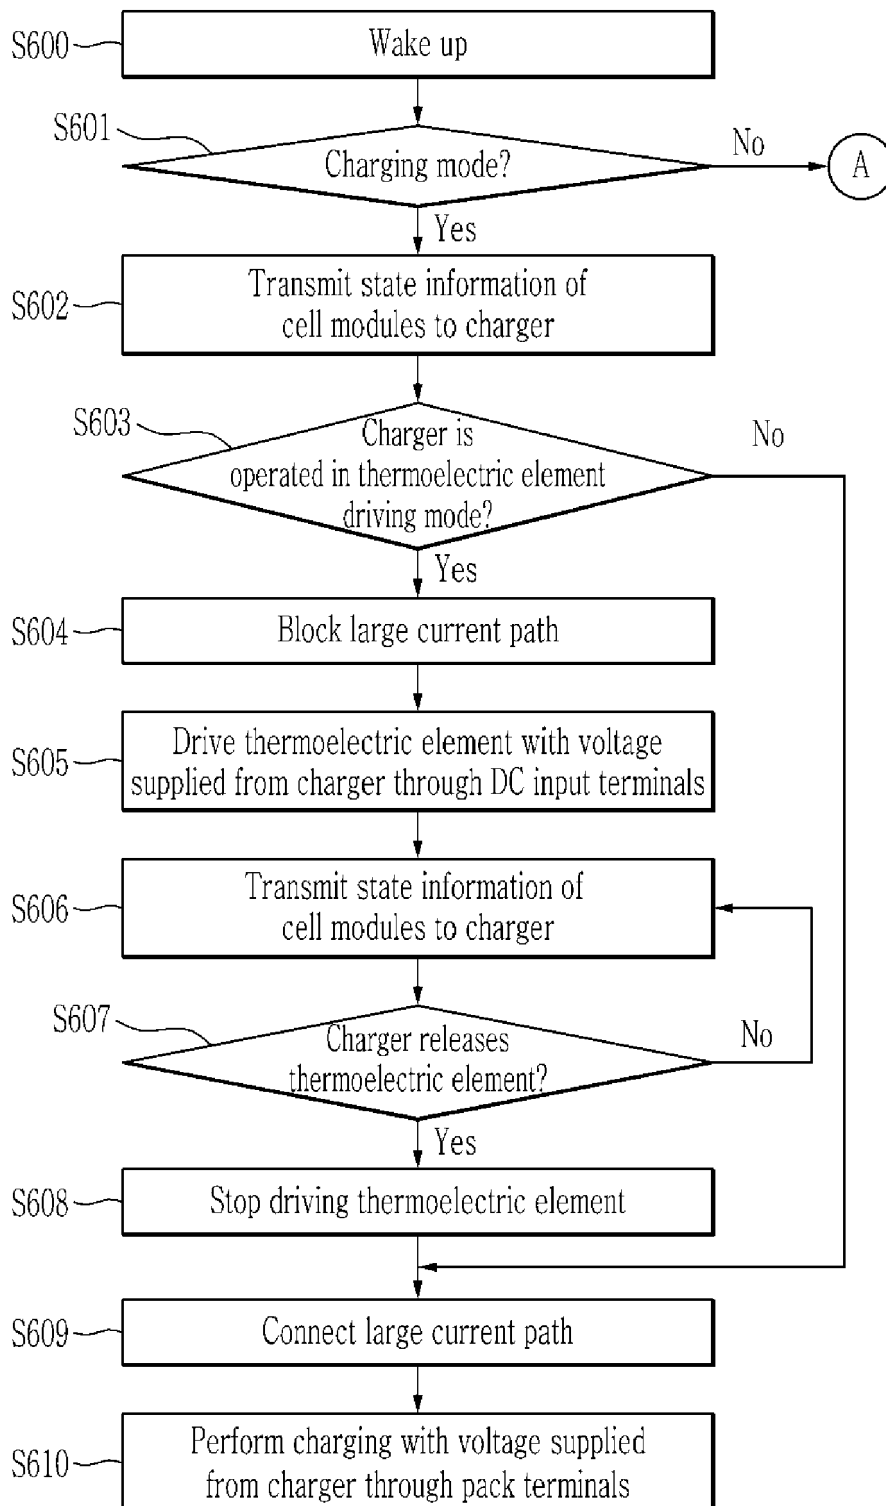 S600
Wake up
S601
Charging mode?
No
A
Yes
S602
Transmit state information of
cell modules to charger
S603
Charger is
operated in thermoelectric element
driving mode?
No
Yes
S604
Block large current path
S605
Drive thermoelectric element with voltage
supplied from charger through DC input terminals
S606
Transmit state information of
cell modules to charger
S607
Charger releases
thermoelectric element?
No
Yes
S608
Stop driving thermoelectric element
S609
Connect large current path
S610
Perform charging with voltage supplied
from charger through pack terminals